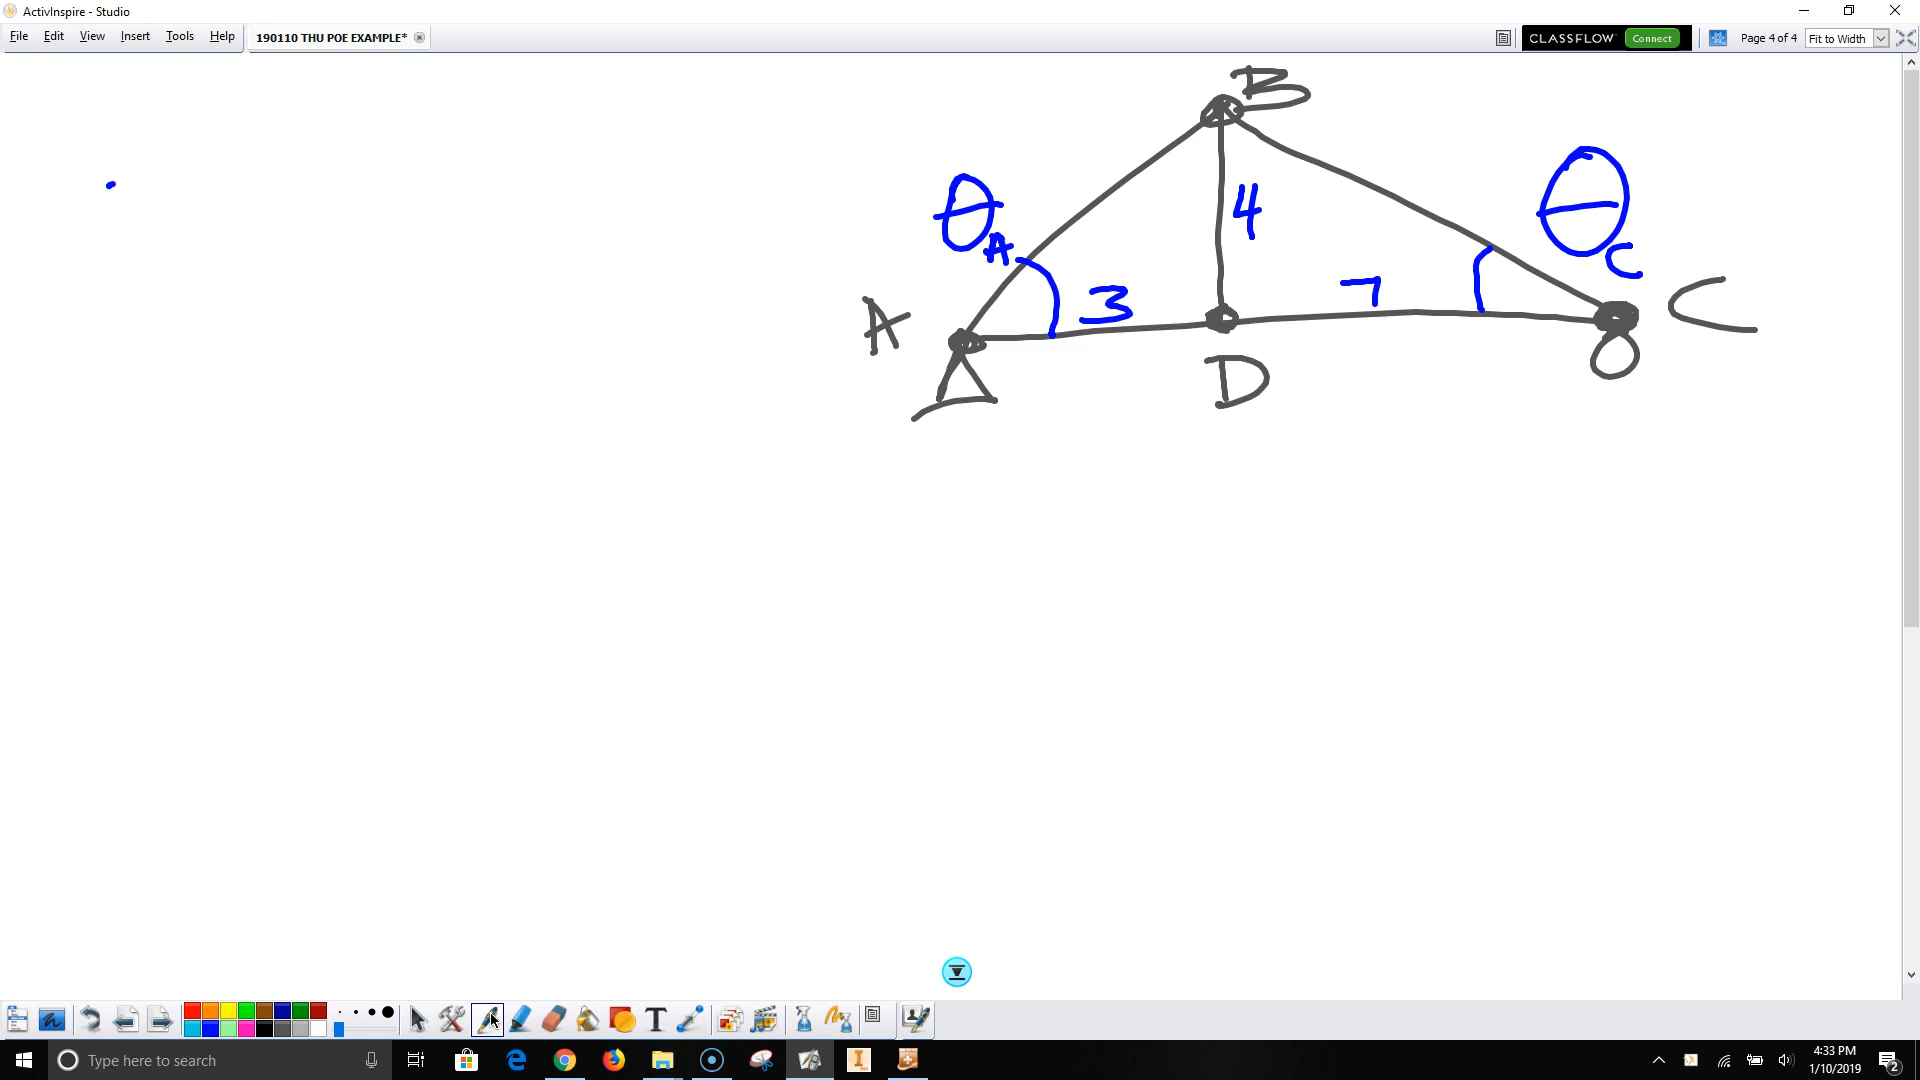 ActivInspire - Studio
File Edit View Insert Tools Help 190110 THU POE EXAMPLE* CLASSFLOW Connect Page 4 of 4 Fit to Width
B
θA 4 θC
A 3 7 C
D
T
Type here to search
4:33 PM
1/10/2019
2